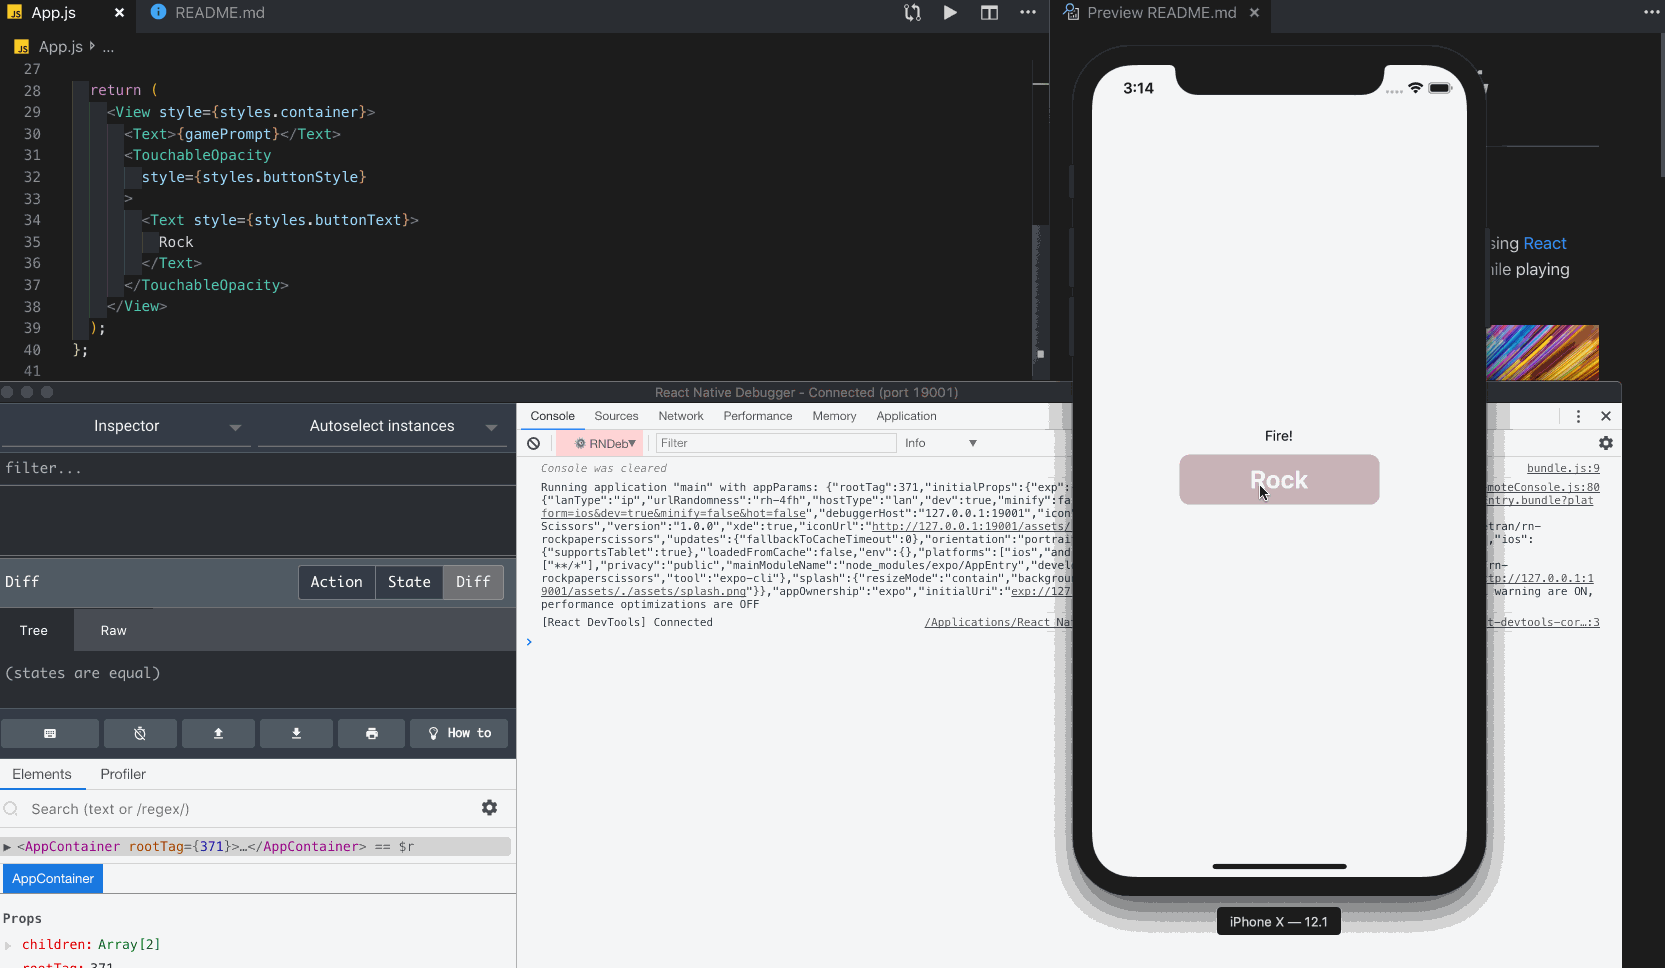 JS App.js ×
README.md
Preview README.md ×
JS App.js ...
27
28 return (
29 <View style={styles.container}>
30 <Text>{gamePrompt}</Text>
31 <TouchableOpacity
32 style={styles.buttonStyle}
33 >
34 <Text style={styles.buttonText}>
35 Rock
36 </Text>
37 </TouchableOpacity>
38 </View>
39 );
40 };
41
sing React
ile playing
3:14
Fire!
Rock
iPhone X — 12.1
React Native Debugger - Connected (port 19001)
Inspector
Autoselect instances
filter...
Diff
Action State Diff
Tree Raw
(states are equal)
How to
Elements Profiler
Search (text or /regex/)
<AppContainer rootTag={371}>…</AppContainer> == $r
AppContainer
Props
children: Array[2]
rootTag: 371
Console Sources Network Performance Memory Application
RNDeb▼ Filter Info ▼
Console was cleared bundle.js:9
Running application "main" with appParams: {"rootTag":371,"initialProps":{"exp": moteConsole.js:80
{"lanType":"ip","urlRandomness":"rh-4fh","hostType":"lan","dev":true,"minify":fa ntry.bundle?plat
form=ios&dev=true&minify=false&hot=false","debuggerHost":"127.0.0.1:19001","icon
Scissors","version":"1.0.0","xde":true,"iconUrl":"http://127.0.0.1:19001/assets/ tran/rn-
rockpaperscissors","updates":{"fallbackToCacheTimeout":0},"orientation":"portrai ,"ios":
{"supportsTablet":true},"loadedFromCache":false,"env":{},"platforms":["ios","and
["**/*"],"privacy":"public","mainModuleName":"node_modules/expo/AppEntry","devel rn-
rockpaperscissors","tool":"expo-cli"},"splash":{"resizeMode":"contain","backgrou tp://127.0.0.1:1
9001/assets/./assets/splash.png"}},"appOwnership":"expo","initialUri":"exp://127 warning are ON,
performance optimizations are OFF
[React DevTools] Connected /Applications/React Na t-devtools-cor…:3